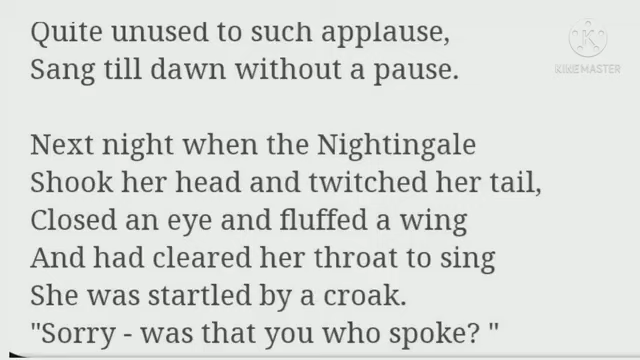 Quite unused to such applause,
Sang till dawn without a pause.
Next night when the Nightingale
Shook her head and twitched her tail,
Closed an eye and fluffed a wing
And had cleared her throat to sing
She was startled by a croak.
"Sorry - was that you who spoke? "
KINEMASTER